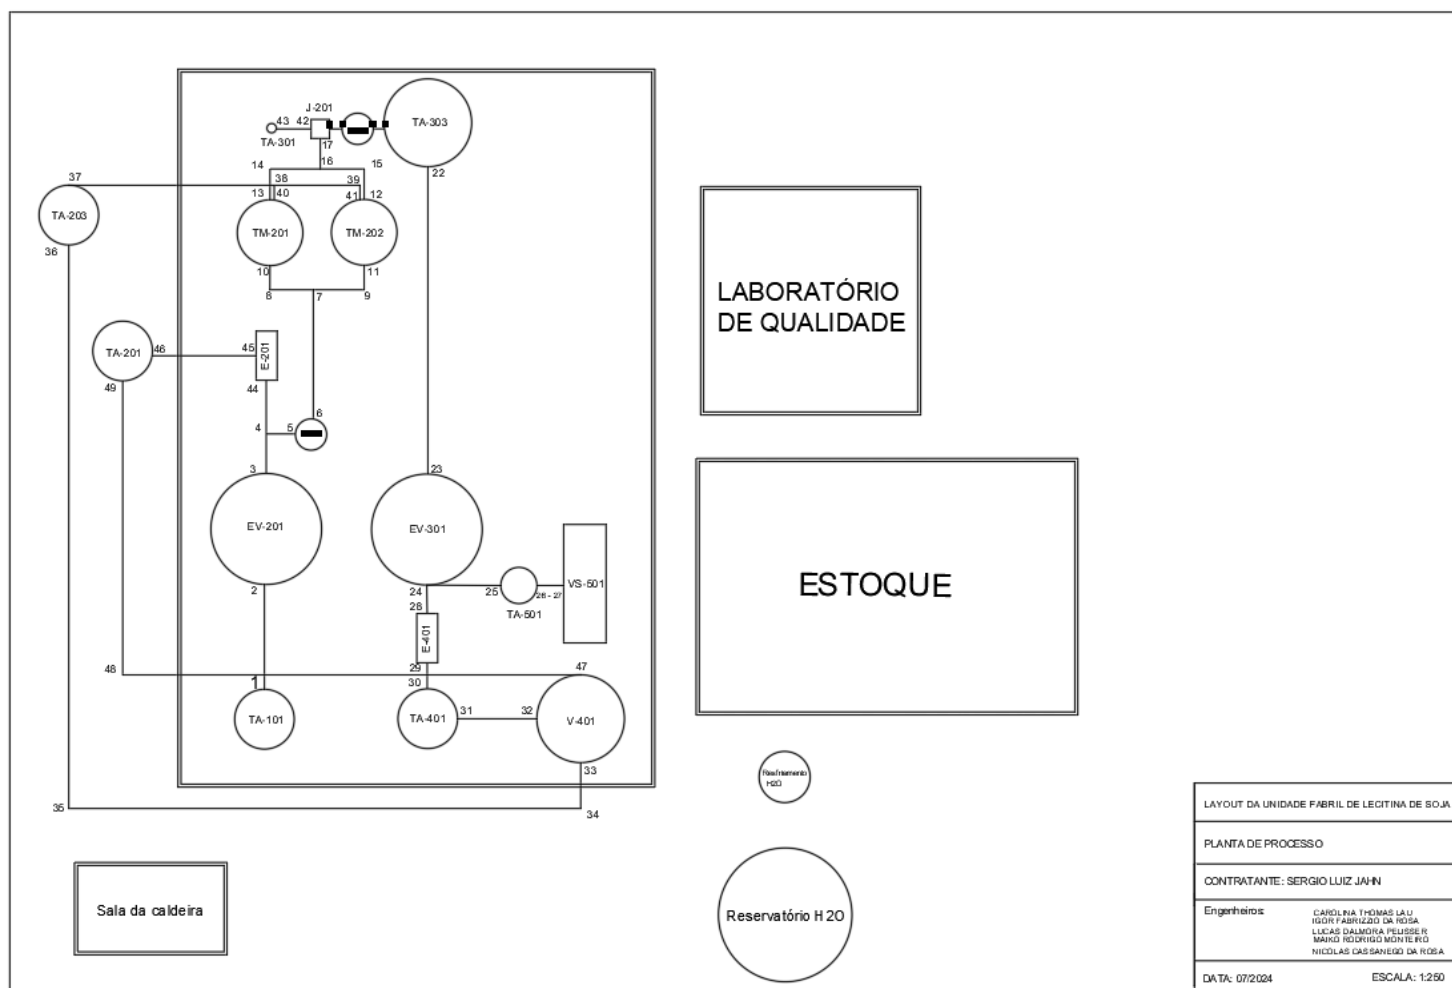 J-201
43 42
TA-301
17
TA-303
14
16
15
22
37
38
39
13 40
41 12
TA-203
TM-201
TM-202
36
10
11
8
7
9
TA-201
46
45
E-201
49
44
6
4
5
3
23
EV-201
EV-301
2
24
25
26 - 27
VS-501
28
TA-501
E-401
48
1
29
47
30
TA-101
TA-401
31
32
V-401
33
35
34
LABORATÓRIO
DE QUALIDADE
ESTOQUE
Resfriamento
H2O
Reservatório H2O
Sala da caldeira
LAYOUT DA UNIDADE FABRIL DE LECITINA DE SOJA
PLANTA DE PROCESSO
CONTRATANTE: SERGIO LUIZ JAHN
Engenheiros:
CAROLINA THOMAS LAU
IGOR FABRIZZIO DA ROSA
LUCAS DALMORA PELISSER
MAIKO RODRIGO MONTEIRO
NICOLAS CASSANEGO DA ROSA
DATA: 07/2024
ESCALA: 1:250